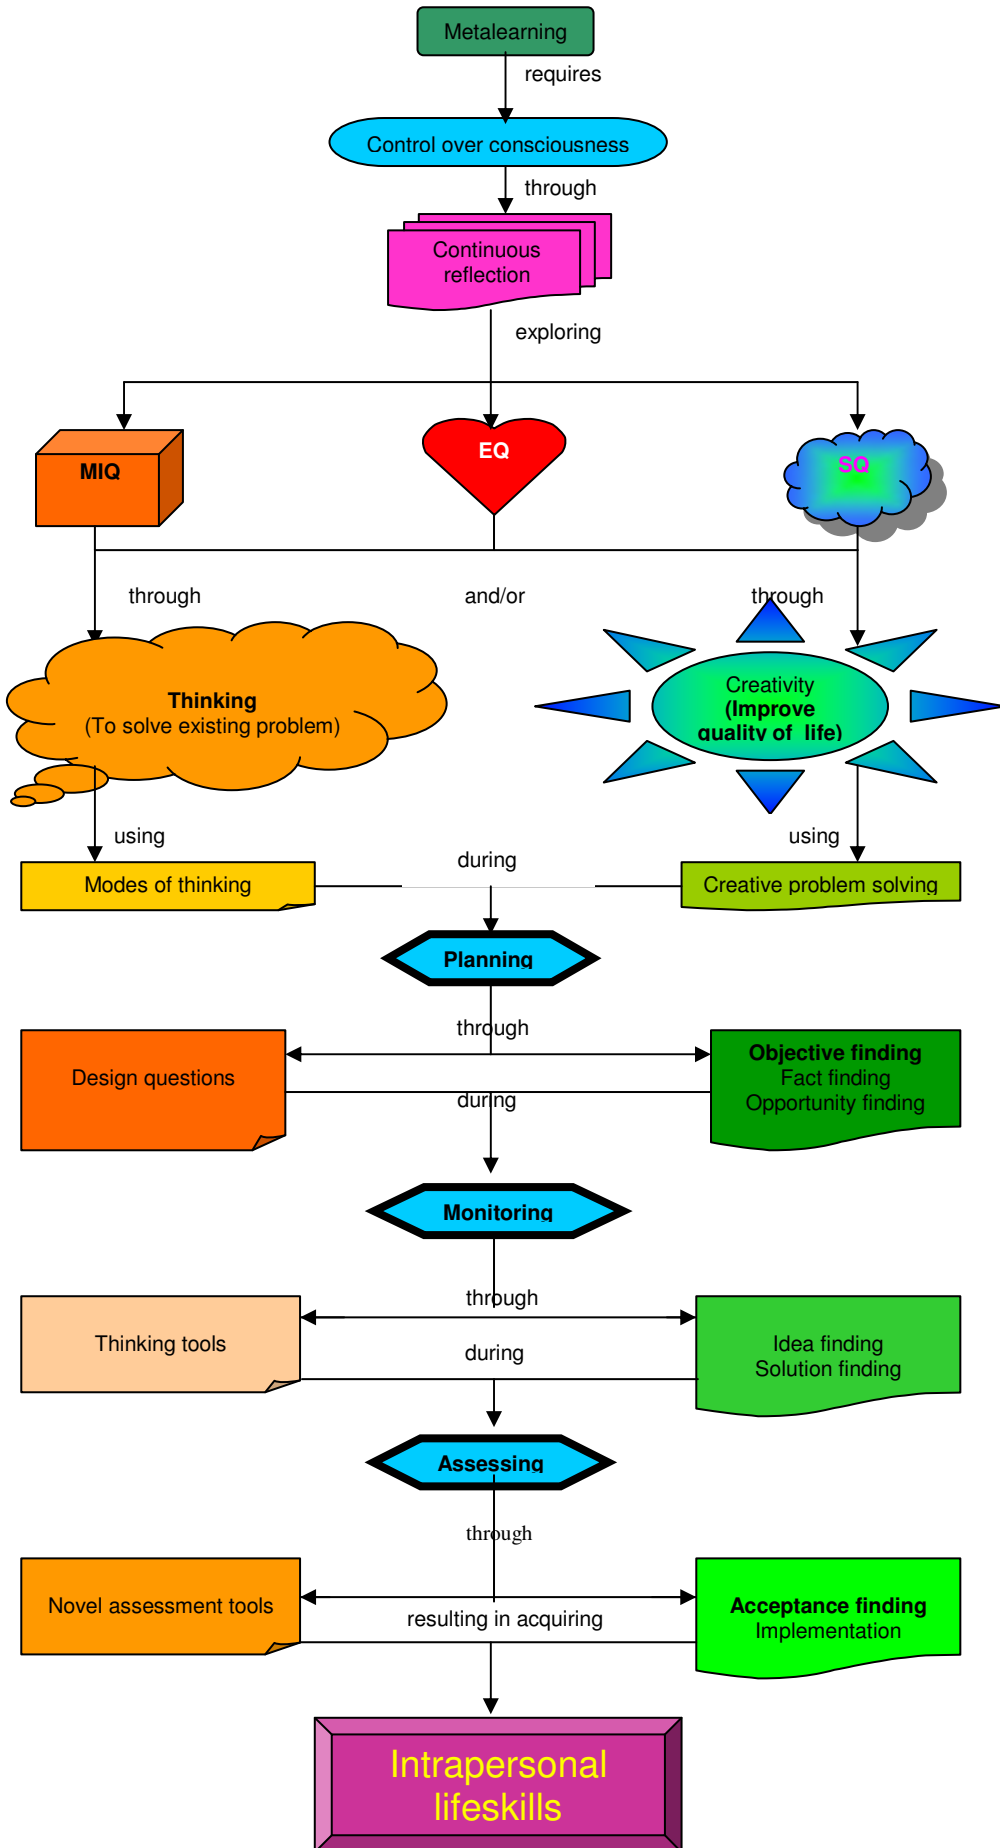 Metalearning
requires
Control over consciousness
through
Continuous
reflection
exploring
MIQ
EQ
SQ
through
and/or
through
Thinking
(To solve existing problem)
Creativity
(Improve
quality of life)
using
using
Modes of thinking
during
Creative problem solving
Planning
through
Design questions
Objective finding
Fact finding
Opportunity finding
during
Monitoring
through
Thinking tools
during
Idea finding
Solution finding
Assessing
through
Novel assessment tools
resulting in acquiring
Acceptance finding
Implementation
Intrapersonal
lifeskills